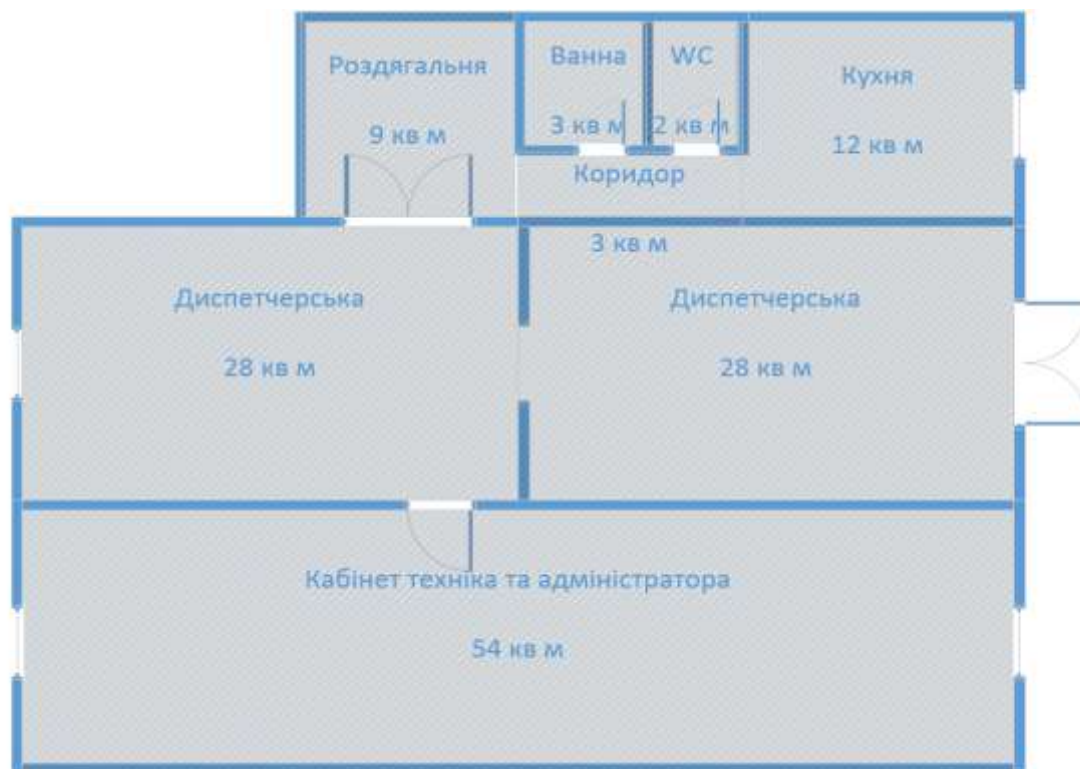 Роздягальня
9 кв м
Ванна
3 кв м
WC
2 кв м
Кухня
12 кв м
Коридор
3 кв м
Диспетчерська
28 кв м
Диспетчерська
28 кв м
Кабінет техніка та адміністратора
54 кв м